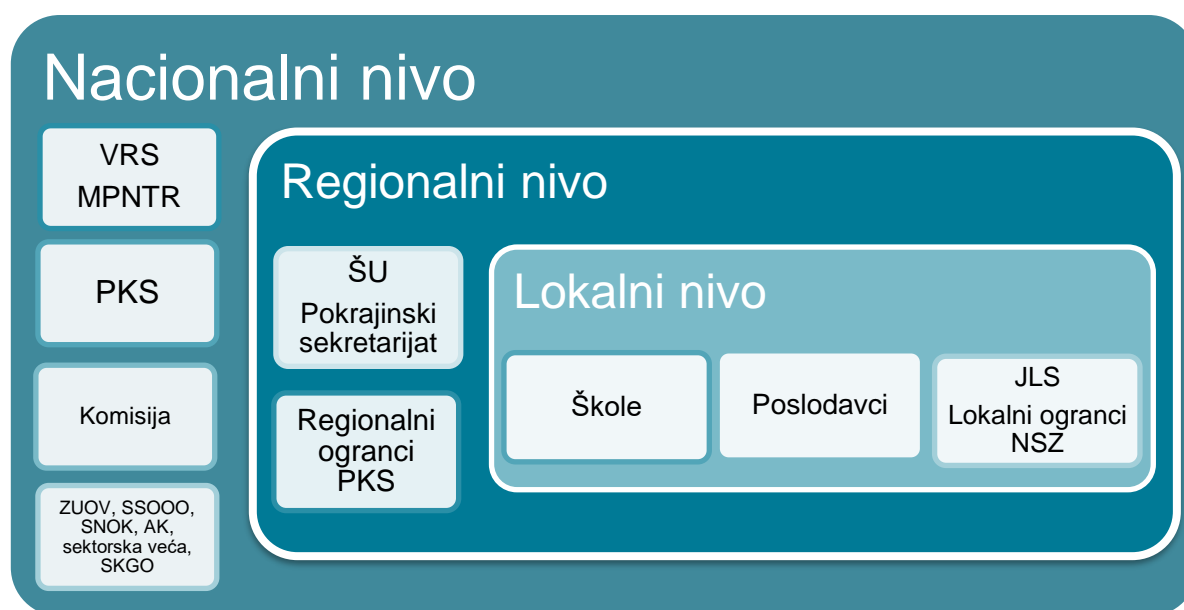 Nacionalni nivo
VRS
MPNTR
PKS
Komisija
ZUOV, SSOOO,
SNOK, AK,
sektorska veća,
SKGO
Regionalni nivo
ŠU
Pokrajinski
sekretarijat
Regionalni
ogranci
PKS
Lokalni nivo
Škole
Poslodavci
JLS
Lokalni ogranci
NSZ